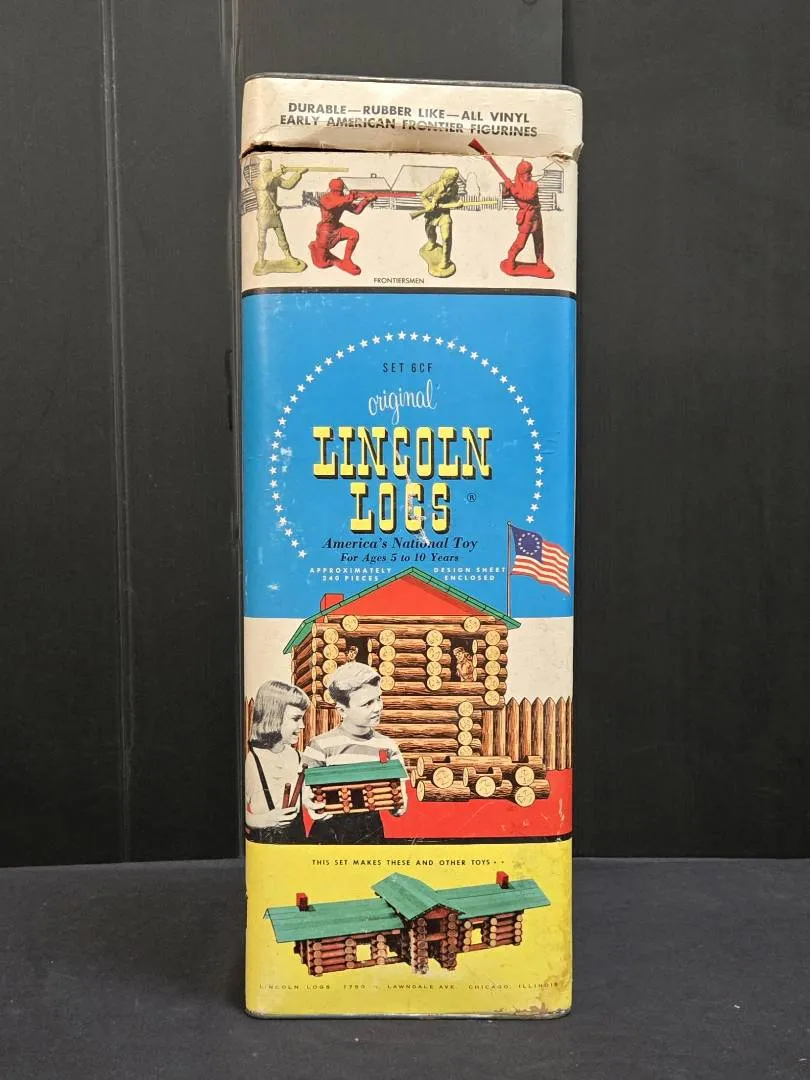 DURABLE—RUBBER LIKE—ALL VINYL
EARLY AMERICAN FRONTIER FIGURINES
FRONTIERSMEN
SET 6CF
original
LINCOLN
LOGS ®
America's National Toy
For Ages 5 to 10 Years
APPROXIMATELY
240 PIECES
DESIGN SHEET
ENCLOSED
THIS SET MAKES THESE AND OTHER TOYS • •
LINCOLN LOGS 1750 N. LAWNDALE AVE. CHICAGO, ILLINOIS